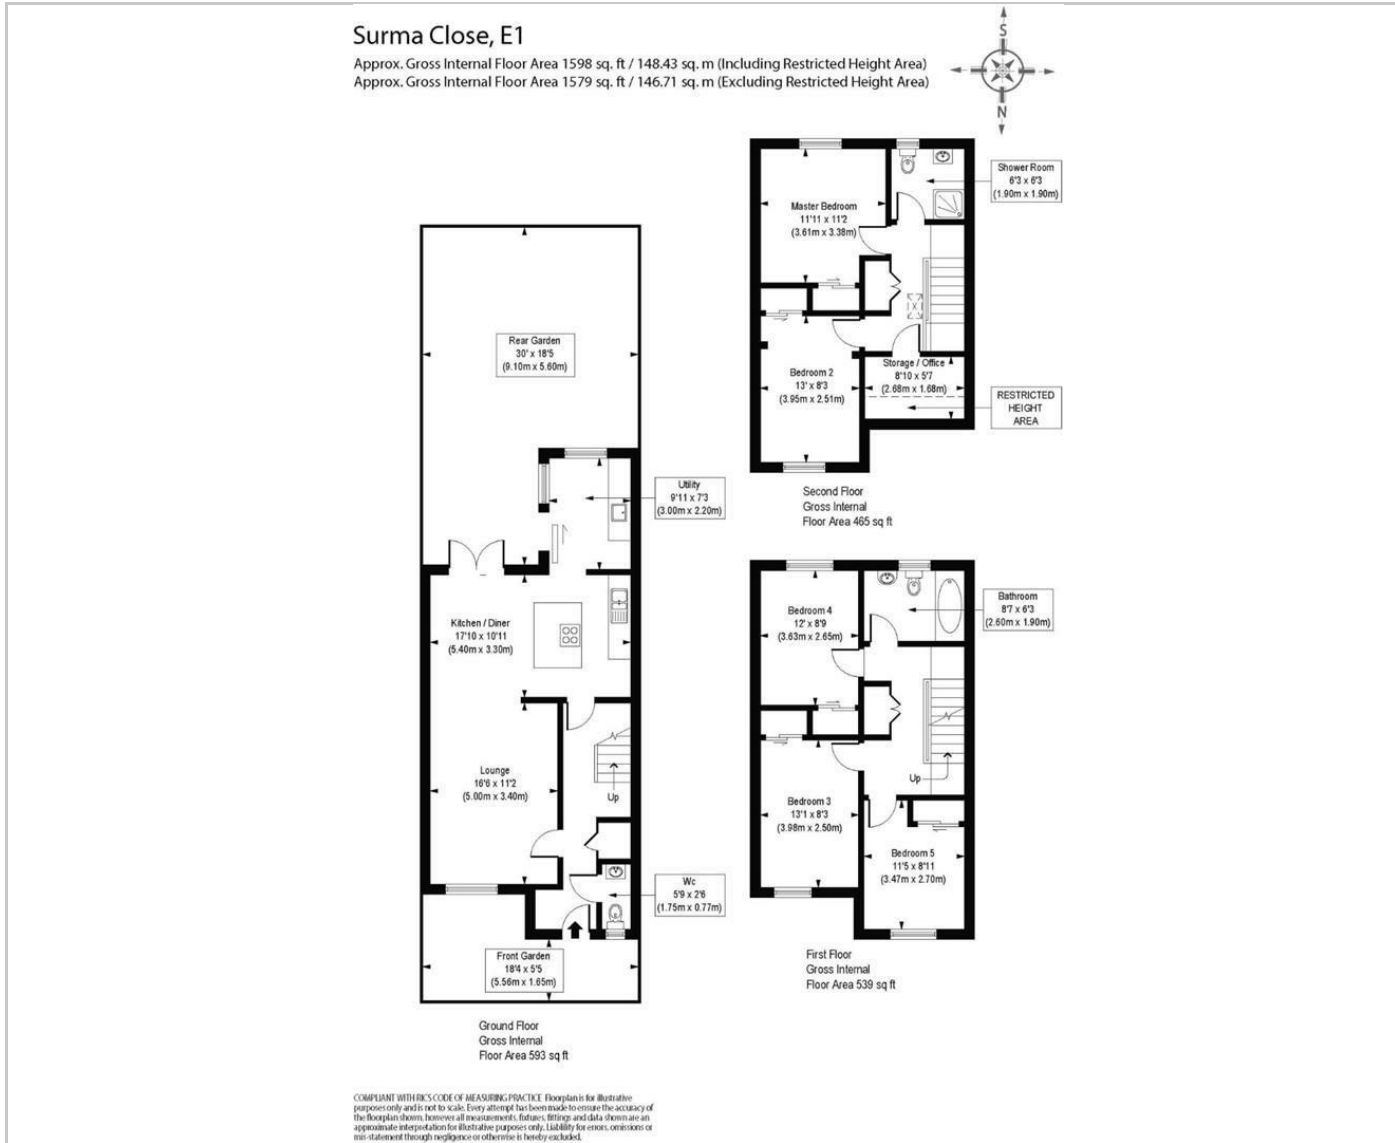 Surma Close, E1
Approx. Gross Internal Floor Area 1598 sq. ft / 148.43 sq. m (Including Restricted Height Area)
Approx. Gross Internal Floor Area 1579 sq. ft / 146.71 sq. m (Excluding Restricted Height Area)
S
N
Shower Room
6'3 x 6'3
(1.90m x 1.90m)
Master Bedroom
11'11 x 11'2
(3.61m x 3.38m)
Bedroom 2
13' x 8'3
(3.95m x 2.51m)
Storage / Office
8'10 x 5'7
(2.68m x 1.68m)
RESTRICTED
HEIGHT
AREA
Second Floor
Gross Internal
Floor Area 465 sq ft
Rear Garden
30' x 18'5
(9.10m x 5.60m)
Utility
9'11 x 7'3
(3.00m x 2.20m)
Kitchen / Diner
17'10 x 10'11
(5.40m x 3.30m)
Lounge
16'6 x 11'2
(5.00m x 3.40m)
Up
Wc
5'9 x 2'6
(1.75m x 0.77m)
Front Garden
18'4 x 5'5
(5.56m x 1.65m)
Ground Floor
Gross Internal
Floor Area 593 sq ft
Bedroom 4
12' x 8'9
(3.63m x 2.65m)
Bathroom
8'7 x 6'3
(2.60m x 1.90m)
Bedroom 3
13'1 x 8'3
(3.98m x 2.50m)
Up
Bedroom 5
11'5 x 8'11
(3.47m x 2.70m)
First Floor
Gross Internal
Floor Area 539 sq ft
COMPLIANT WITH RICS CODE OF MEASURING PRACTICE. Floorplan is for illustrative
purposes only and is not to scale. Every attempt has been made to ensure the accuracy of
the floorplan shown, however all measurements, fixtures, fittings and data shown are an
approximate interpretation for illustrative purposes only. Liability for errors, omissions or
mis-statement through negligence or otherwise is hereby excluded.